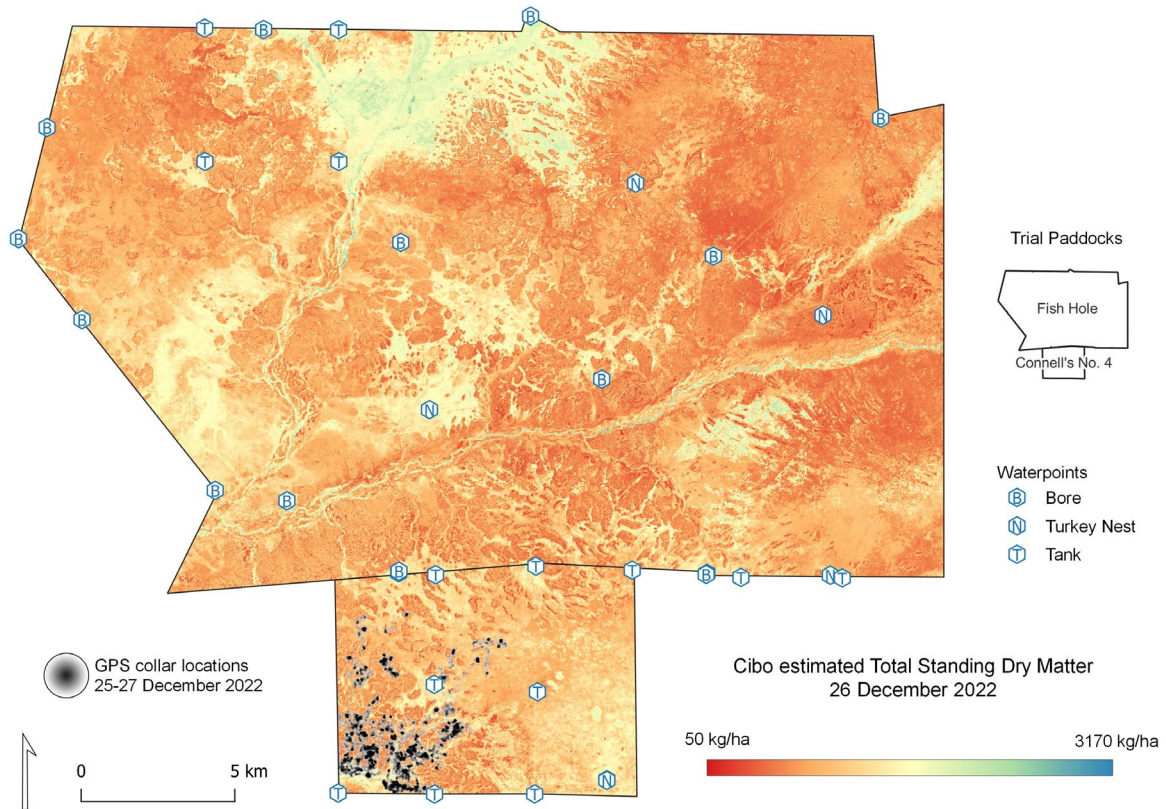 T
B
T
B
B
B
T
T
N
B
B
B
Trial Paddocks
Fish Hole
Connell's No. 4
B
N
B
N
Waterpoints
B Bore
N Turkey Nest
T Tank
B
B
B
T
T
T
B
T
N
T
GPS collar locations
25-27 December 2022
T
T
Cibo estimated Total Standing Dry Matter
26 December 2022
50 kg/ha
3170 kg/ha
0
5 km
T
T
T
N